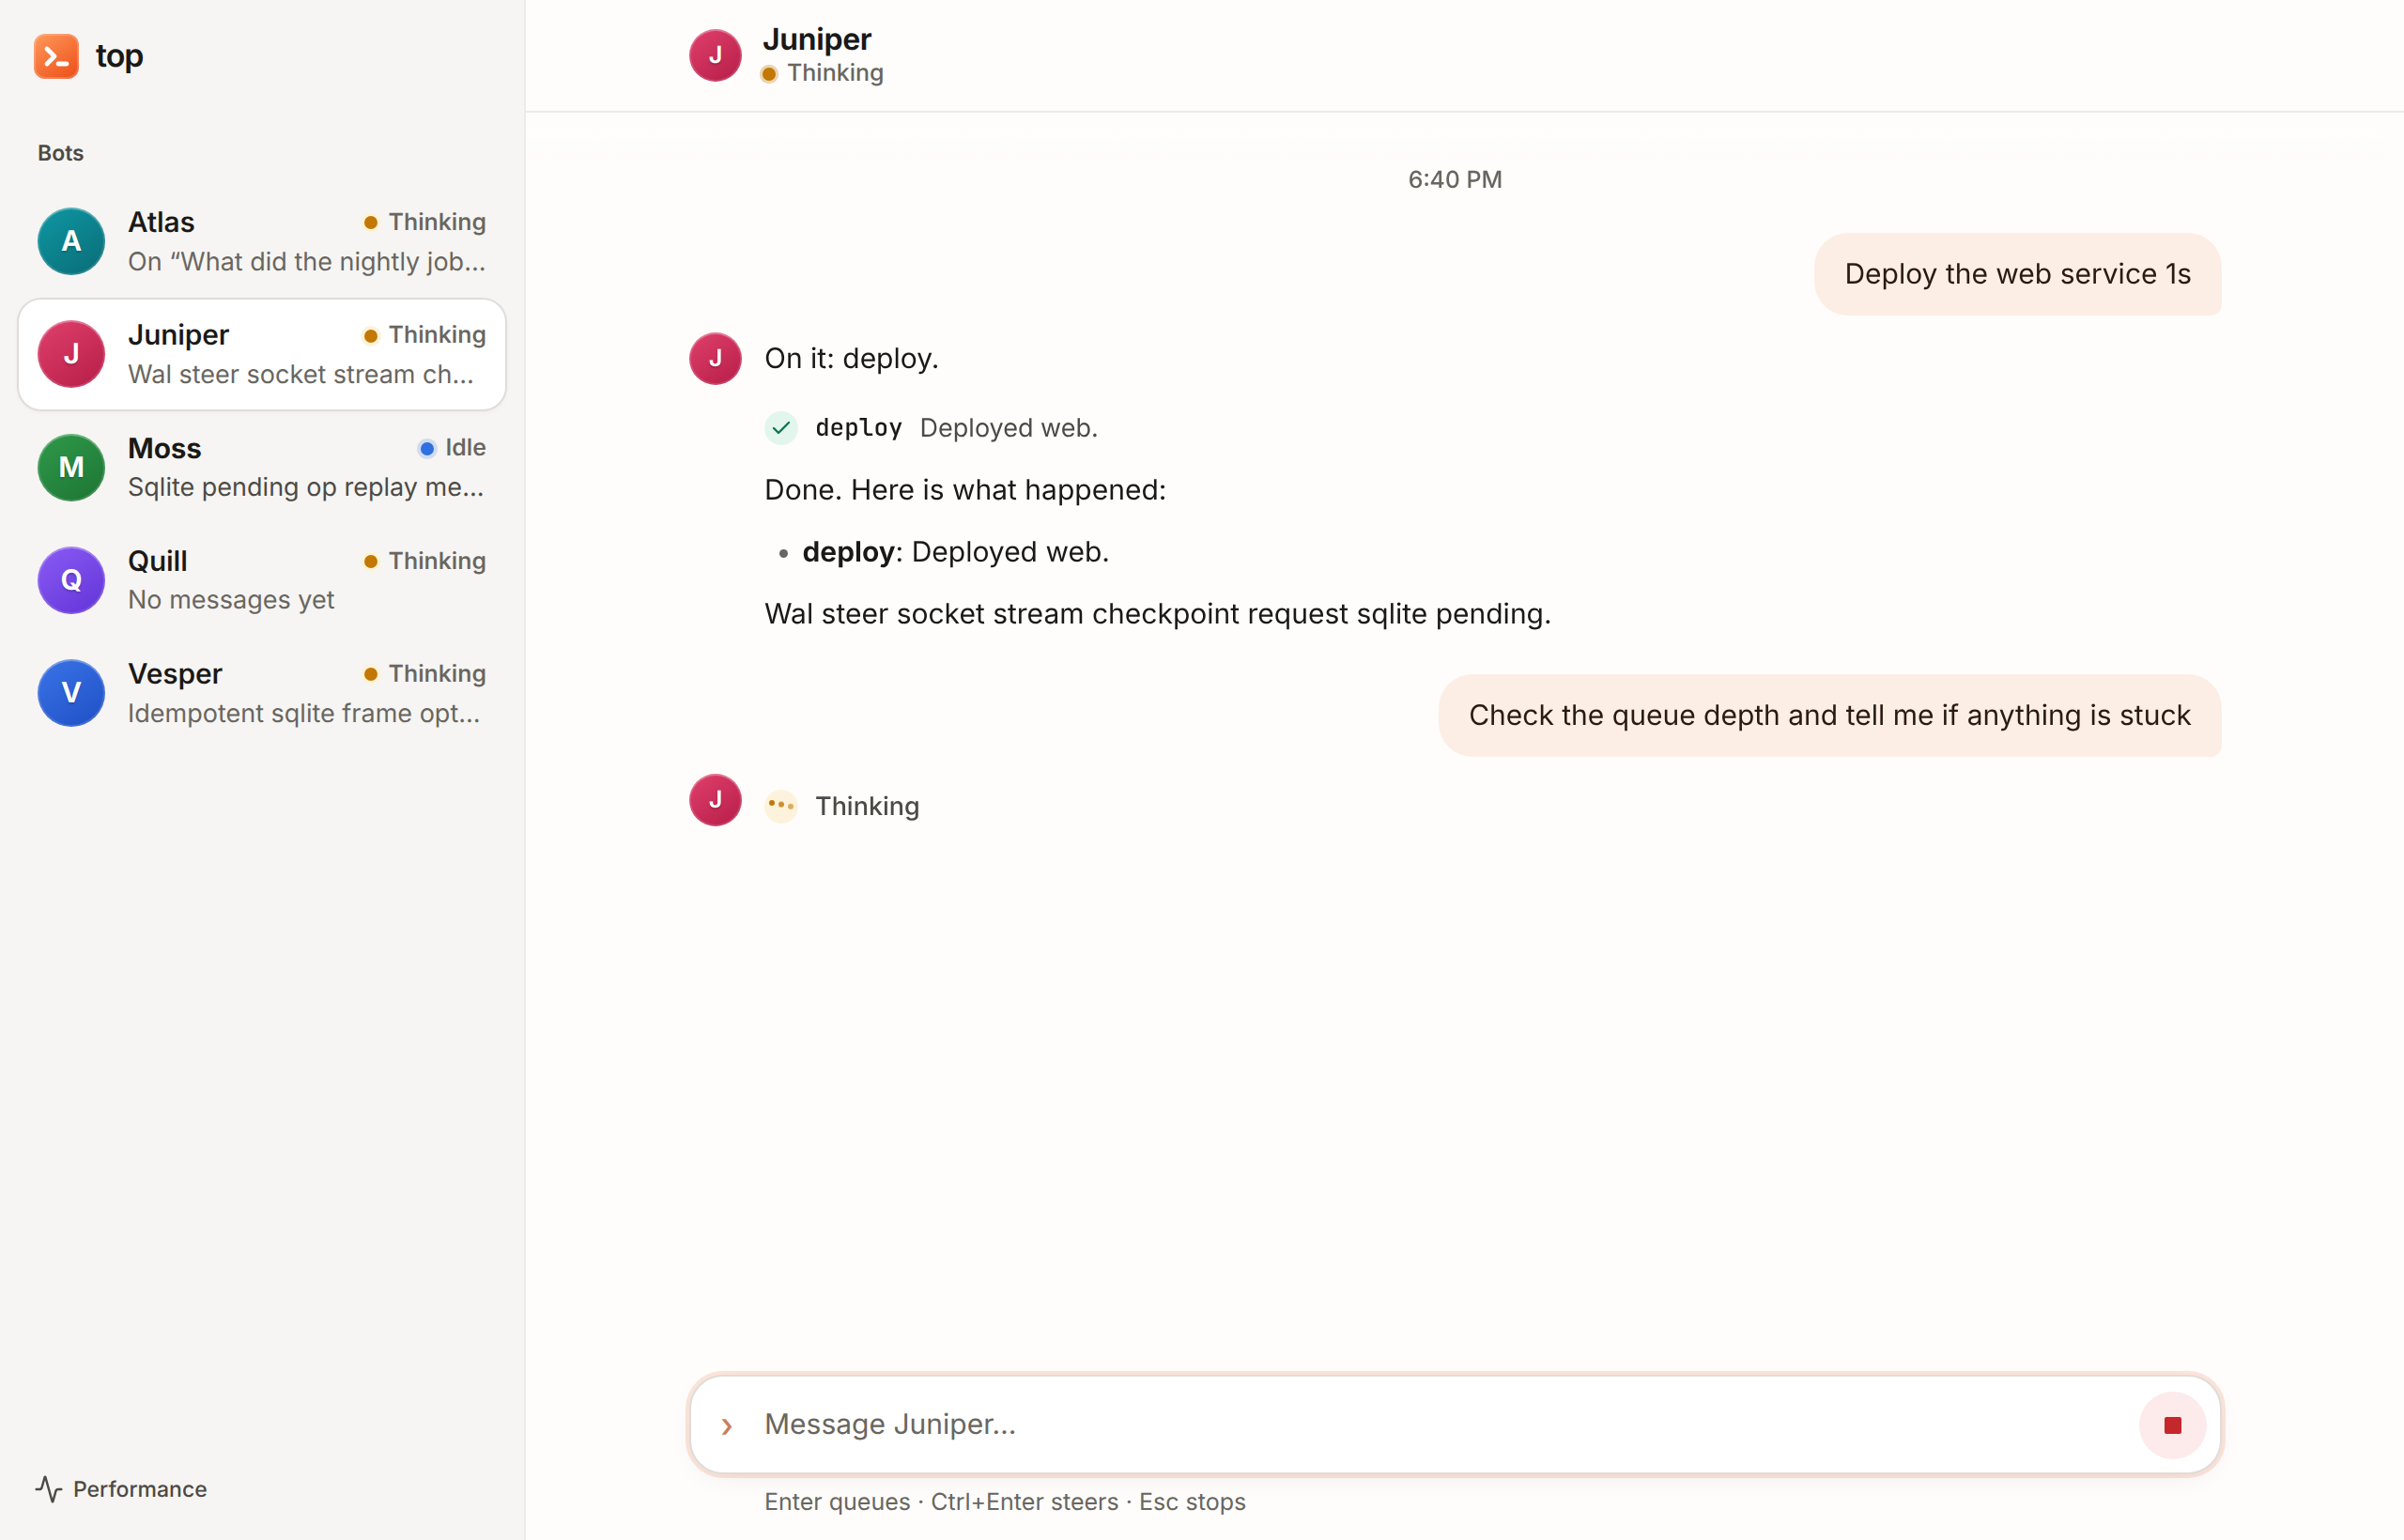 top
Bots
A
Atlas
Thinking
On “What did the nightly job...
J
Juniper
Thinking
Wal steer socket stream ch...
M
Moss
Idle
Sqlite pending op replay me...
Q
Quill
Thinking
No messages yet
V
Vesper
Thinking
Idempotent sqlite frame opt...
Performance
J
Juniper
Thinking
6:40 PM
Deploy the web service 1s
J
On it: deploy.
deploy Deployed web.
Done. Here is what happened:
• deploy: Deployed web.
Wal steer socket stream checkpoint request sqlite pending.
Check the queue depth and tell me if anything is stuck
J
Thinking
› Message Juniper...
Enter queues · Ctrl+Enter steers · Esc stops